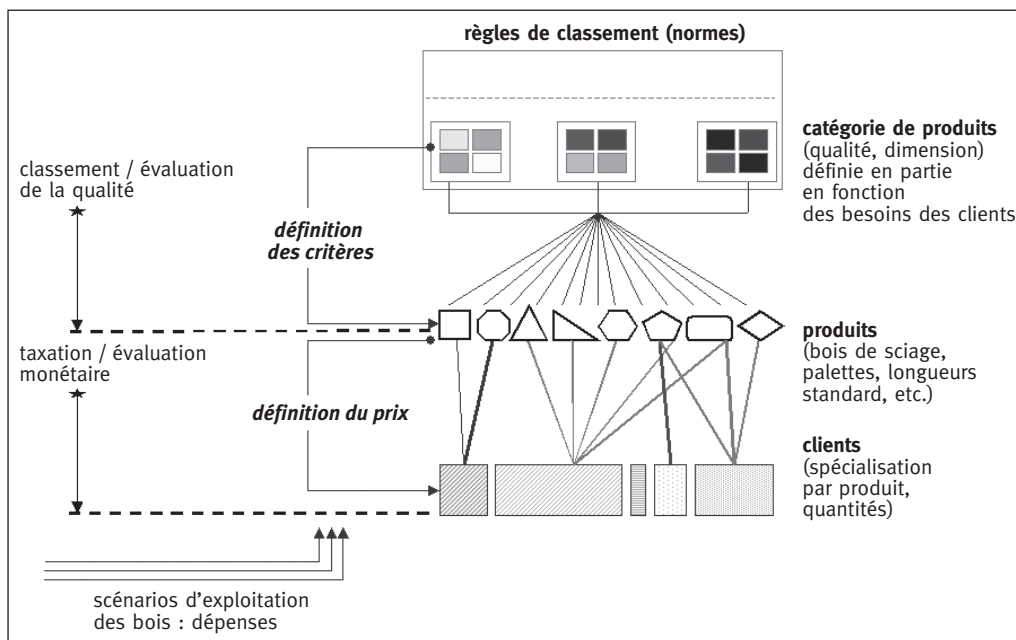 règles de classement (normes)
catégorie de produits
(qualité, dimension)
définie en partie
en fonction
des besoins des clients
classement / évaluation
de la qualité
définition
des critères
produits
(bois de sciage,
palettes, longueurs
standard, etc.)
taxation / évaluation
monétaire
définition du prix
clients
(spécialisation
par produit,
quantités)
scénarios d'exploitation
des bois : dépenses